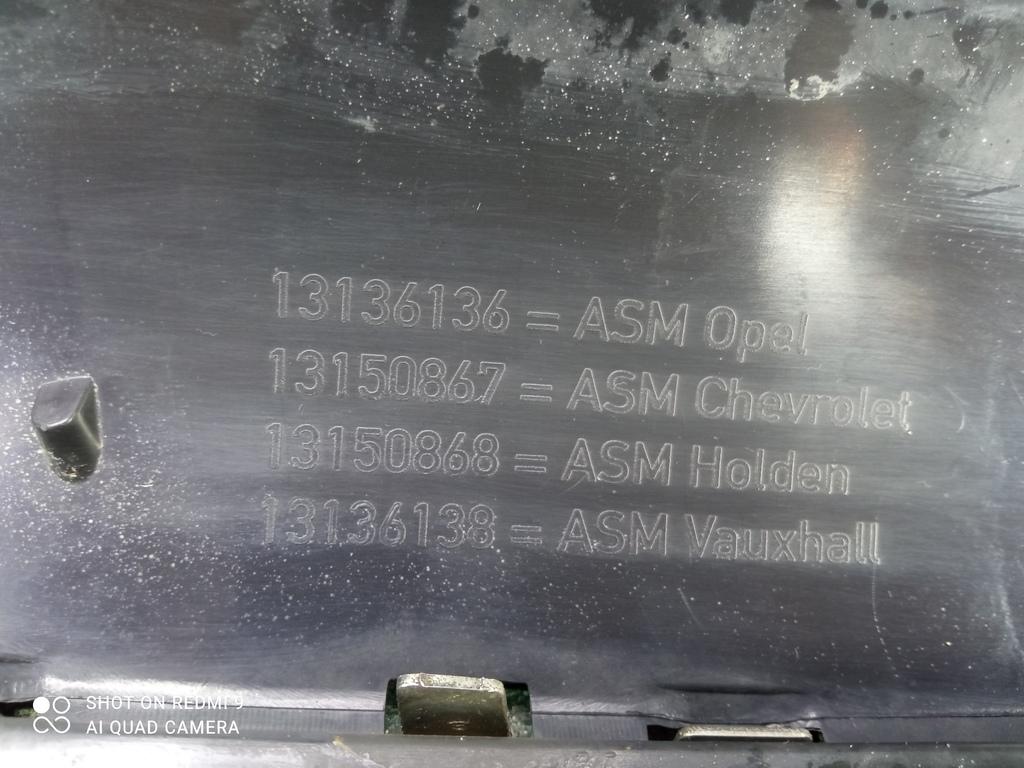 13136136 = ASM Opel
13150867 = ASM Chevrolet
13150868 = ASM Holden
13136138 = ASM Vauxhall
SHOT ON REDMI 9
AI QUAD CAMERA